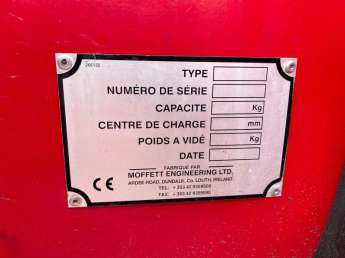 TYPE
NUMÉRO DE SÉRIE
CAPACITE Kg
CENTRE DE CHARGE mm
POIDS A VIDÉ Kg
DATE
FABRIQUÉ PAR
MOFFETT ENGINEERING LTD.
ARDEE ROAD, DUNDALK, CO. LOUTH, IRELAND.
CE